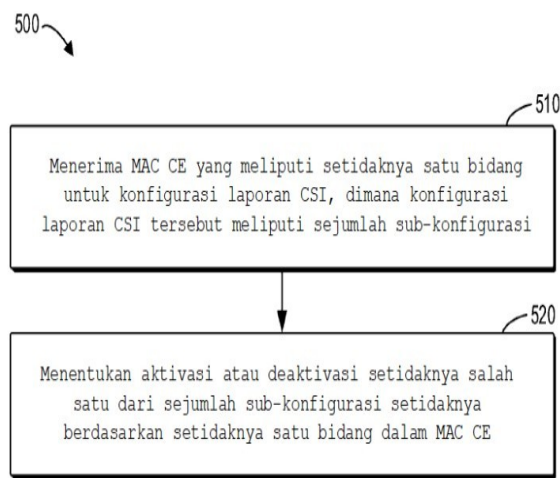 500
510
Menerima MAC CE yang meliputi setidaknya satu bidang
untuk konfigurasi laporan CSI, dimana konfigurasi
laporan CSI tersebut meliputi sejumlah sub-konfigurasi
520
Menentukan aktivasi atau deaktivasi setidaknya salah
satu dari sejumlah sub-konfigurasi setidaknya
berdasarkan setidaknya satu bidang dalam MAC CE